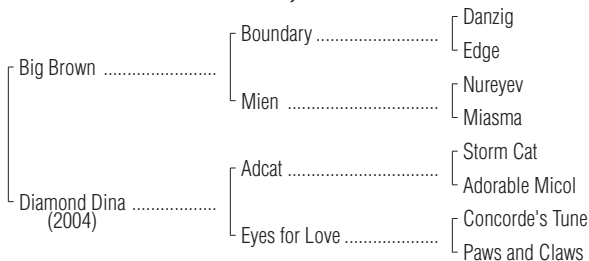 Danzig
Boundary ................................
Edge
Big Brown .......................
Nureyev
Mien .......................................
Miasma
Storm Cat
Adcat .......................................
Adorable Micol
Diamond Dina .................
(2004)
Concorde's Tune
Eyes for Love ........................
Paws and Claws